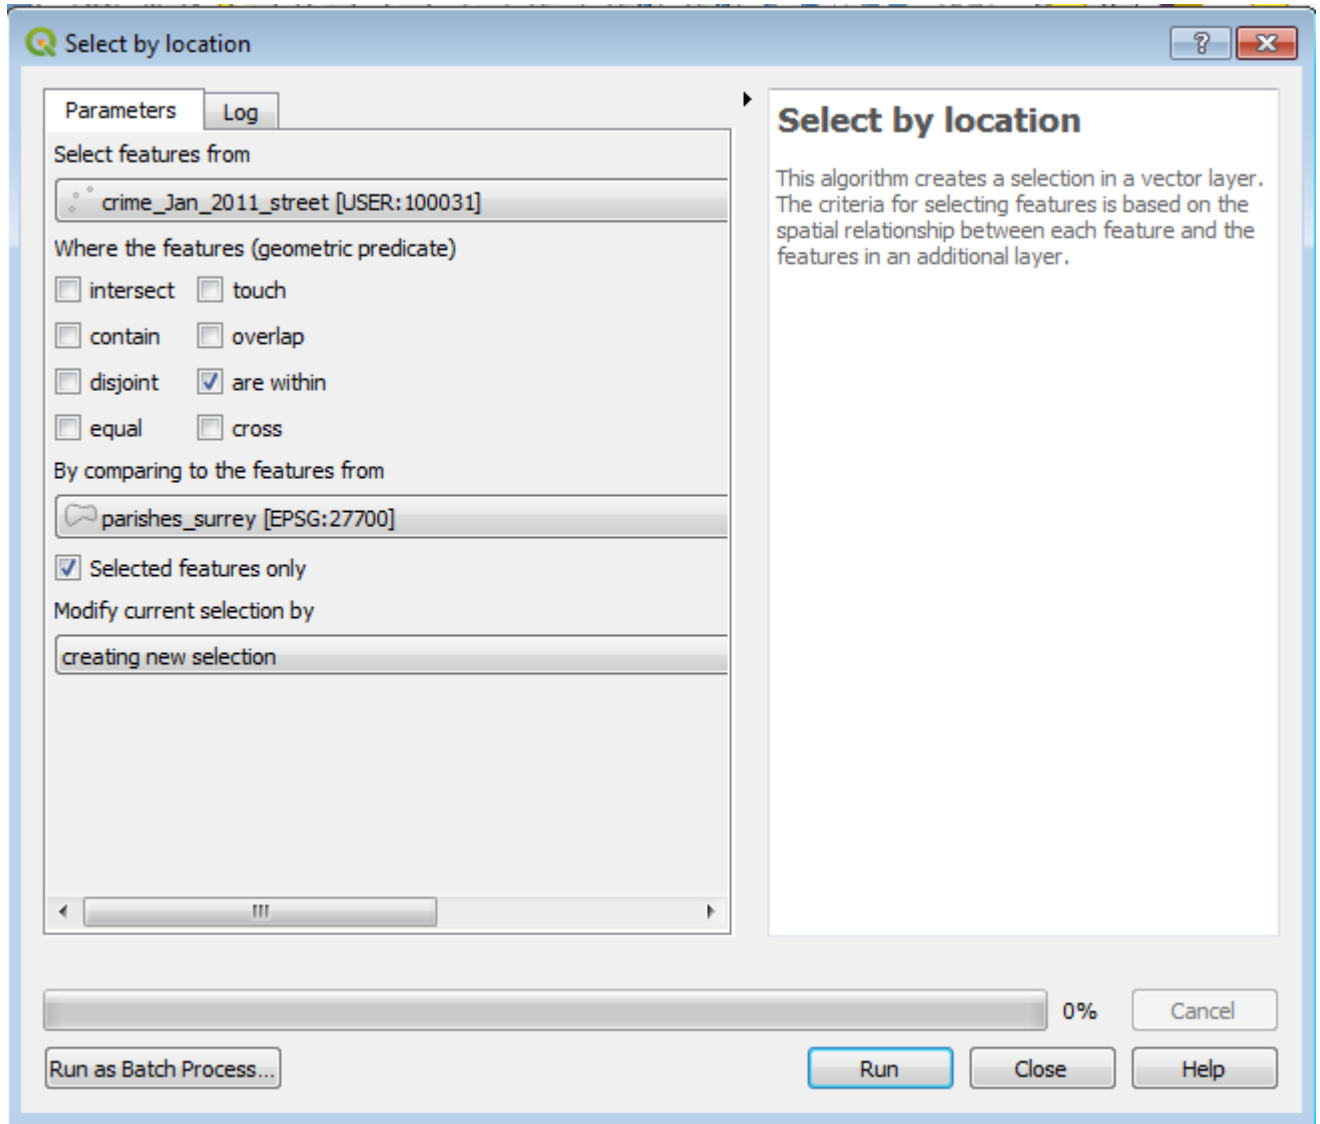 Select by location
Parameters
Log
Select features from
crime_Jan_2011_street [USER:100031]
Where the features (geometric predicate)
intersect touch
contain overlap
disjoint are within
equal cross
By comparing to the features from
parishes_surrey [EPSG:27700]
Selected features only
Modify current selection by
creating new selection
Select by location
This algorithm creates a selection in a vector layer.
The criteria for selecting features is based on the
spatial relationship between each feature and the
features in an additional layer.
0%
Cancel
Run as Batch Process...
Run
Close
Help